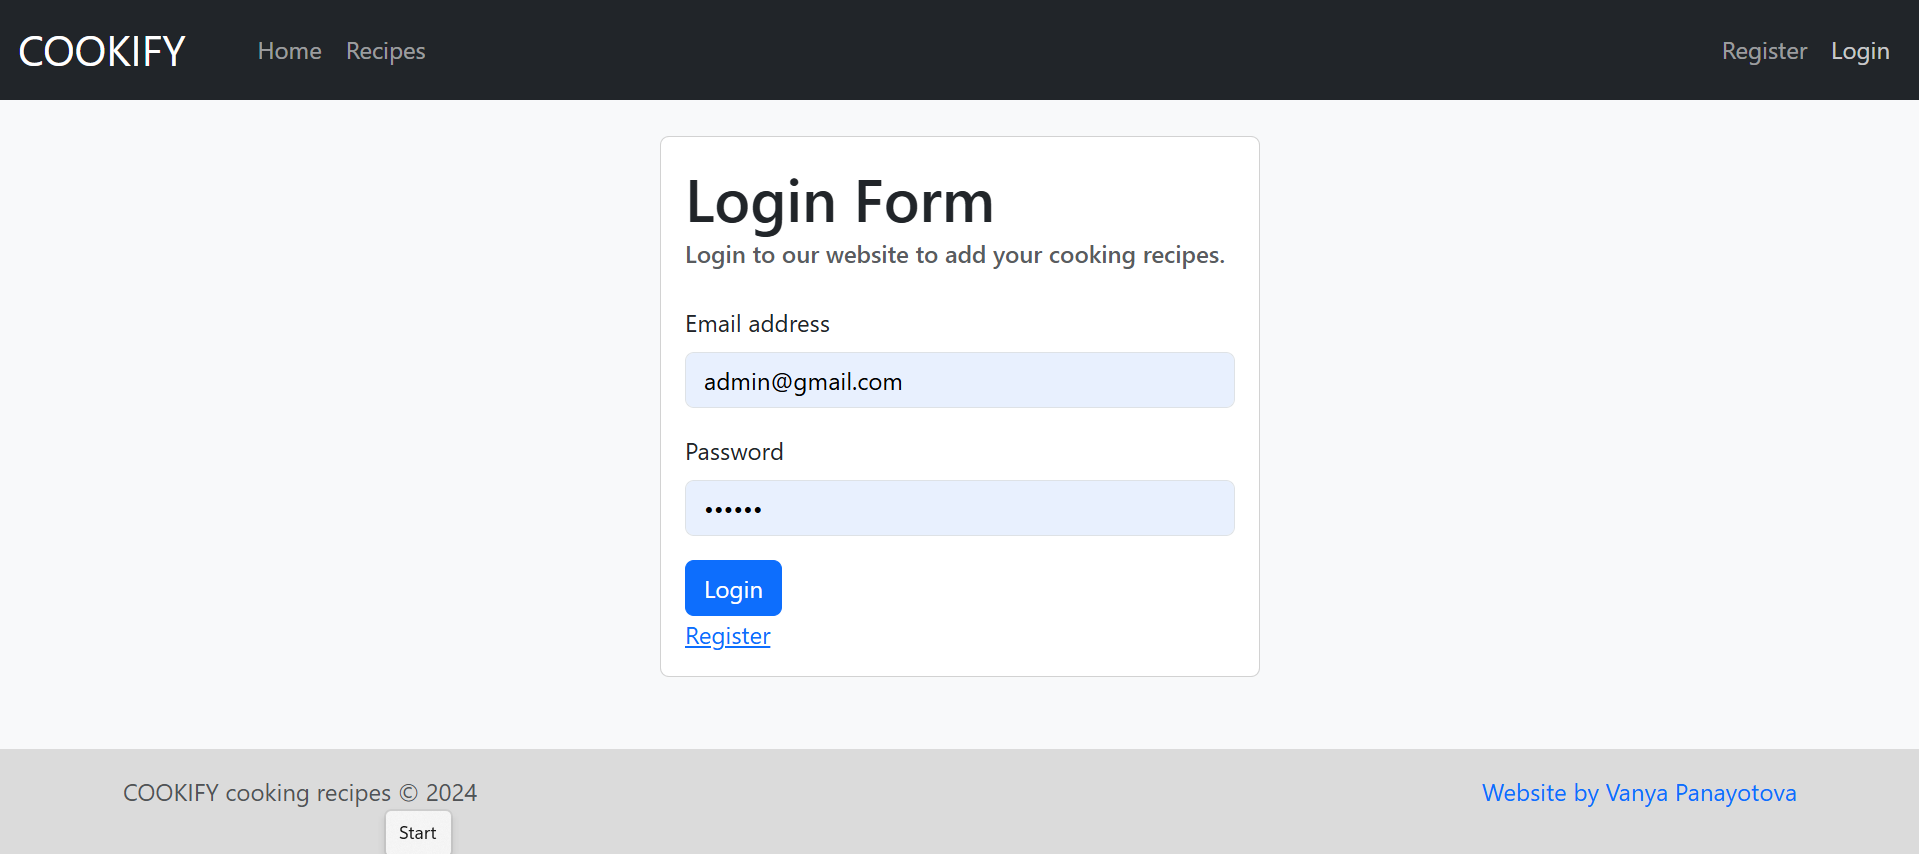 COOKIFY Home Recipes Register Login
Login Form
Login to our website to add your cooking recipes.
Email address
admin@gmail.com
Password
••••••
Login
Register
COOKIFY cooking recipes © 2024 Website by Vanya Panayotova
Start